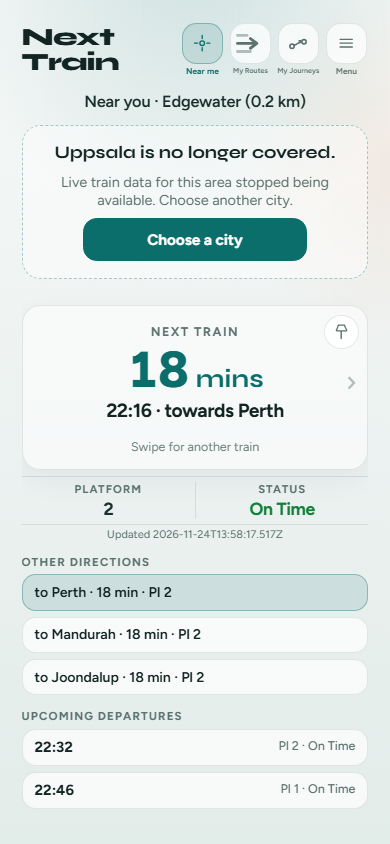 Next
Train
Near me
My Routes
My Journeys
Menu
Near you · Edgewater (0.2 km)
Uppsala is no longer covered.
Live train data for this area stopped being
available. Choose another city.
Choose a city
NEXT TRAIN
18 mins
22:16 · towards Perth
Swipe for another train
PLATFORM
2
STATUS
On Time
Updated 2026-11-24T13:58:17.517Z
OTHER DIRECTIONS
to Perth · 18 min · Pl 2
to Mandurah · 18 min · Pl 2
to Joondalup · 18 min · Pl 2
UPCOMING DEPARTURES
22:32
Pl 2 · On Time
22:46
Pl 1 · On Time